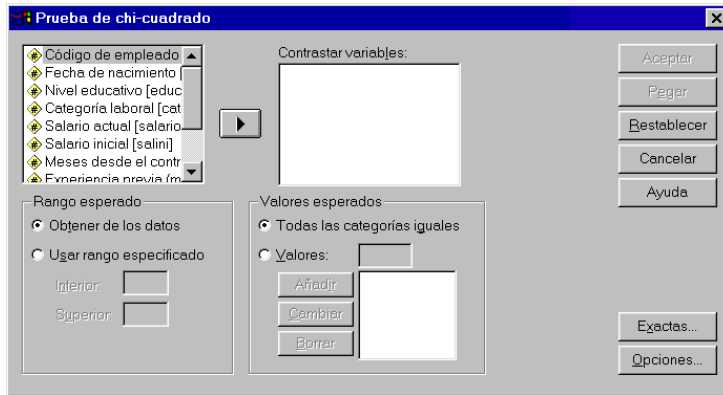 Prueba de chi-cuadrado
Código de empleado
Fecha de nacimiento [
Nivel educativo [educ
Categoría laboral [cat
Salario actual [salario
Salario inicial [salini]
Meses desde el contr
Experiencia previa (m
Contrastar variables:
Aceptar
Pegar
Restablecer
Cancelar
Ayuda
Rango esperado
Obtener de los datos
Usar rango especificado
Inferior:
Superior:
Valores esperados
Todas las categorías iguales
Valores:
Añadir
Cambiar
Borrar
Exactas...
Opciones...